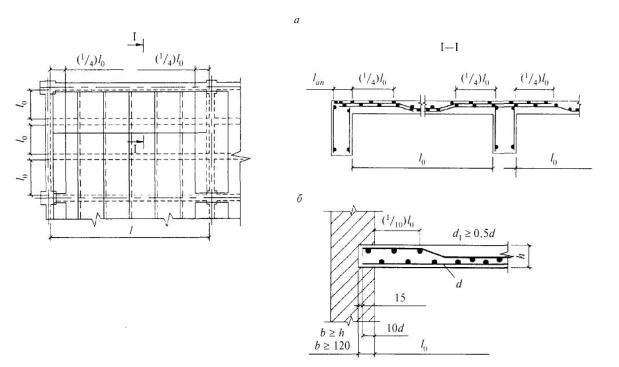 а
I
(1/4)l₀
(1/4)l₀
l₀
l₀
l₀
I
l
I—I
lап
(1/4)l₀
(1/4)l₀
(1/4)l₀
l₀
l₀
б
(1/10)l₀
d₁ ≥ 0,5d
h
d
15
10d
b ≥ h
b ≥ 120
l₀